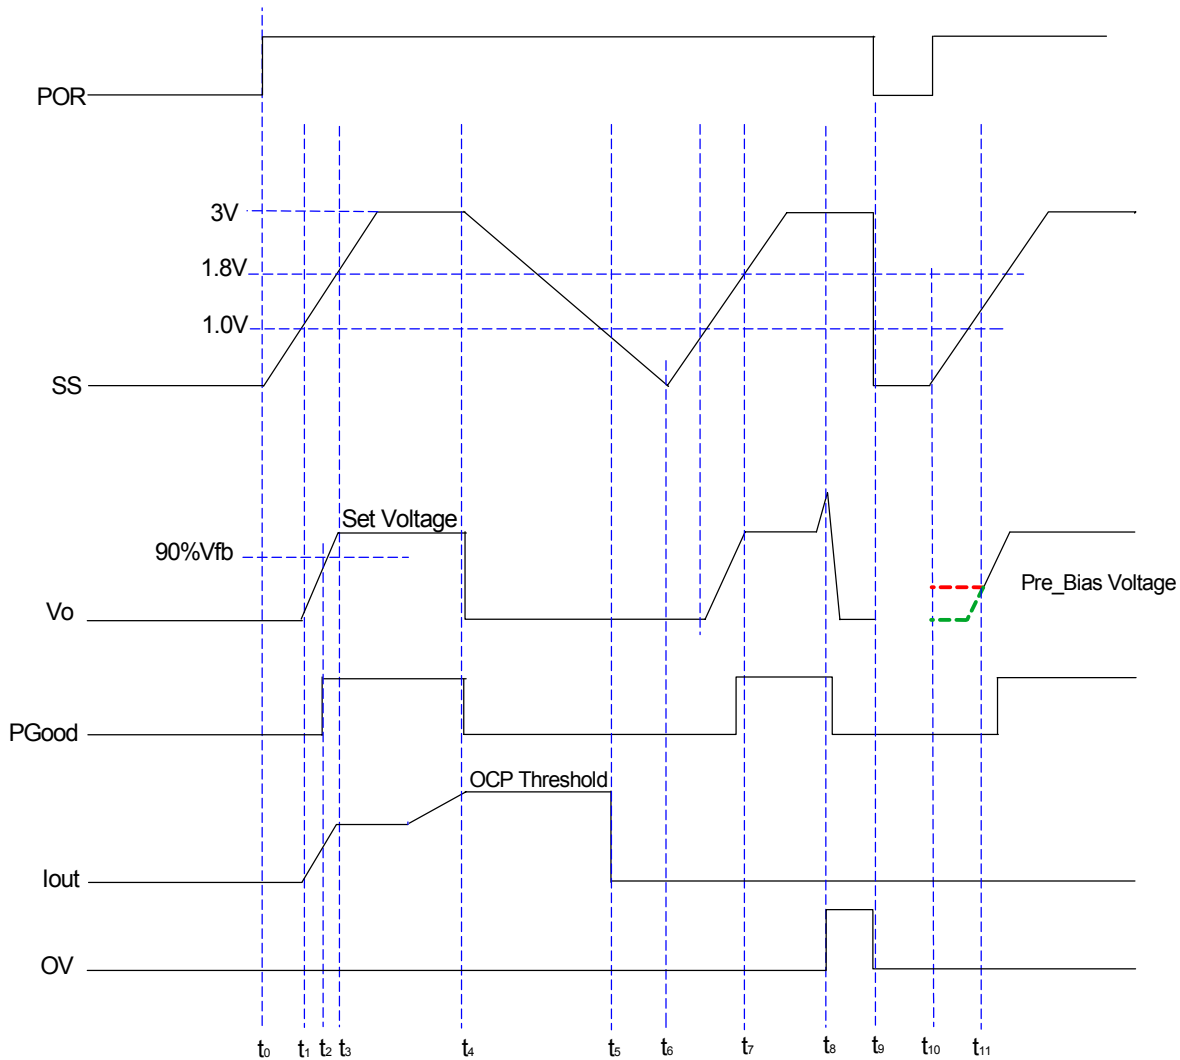 POR
3V
1.8V
1.0V
SS
Set Voltage
90%Vfb
Pre_Bias Voltage
Vo
PGood
OCP Threshold
Iout
OV
t0 t1 t2 t3 t4 t5 t6 t7 t8 t9 t10 t11